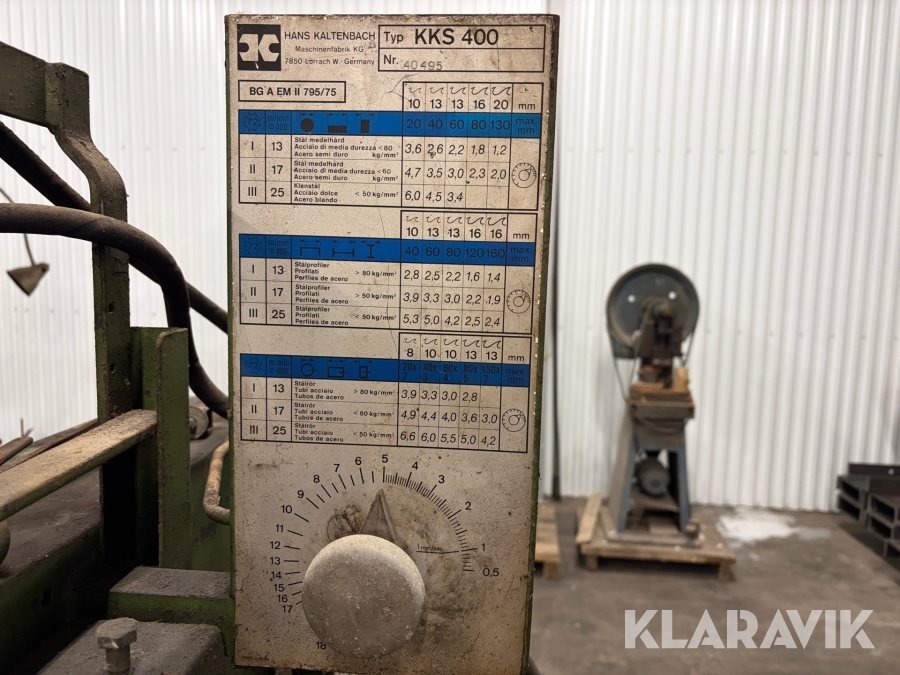 HANS KALTENBACH
Maschinenfabrik KG
7850 Lörrach W.-Germany
Typ KKS 400
Nr. 40495
BG A EM II 795/75
10 13 13 16 20 mm
m/min 20 40 60 80 130 max. mm
I 13 Stål medelhård
Acciaio di media durezza < 80
Acero semi duro kg/mm² 3,6 2,6 2,2 1,8 1,2
II 17 Stål medelhård
Acciaio di media durezza < 60
Acero semi duro kg/mm² 4,7 3,5 3,0 2,3 2,0
III 25 Klenstål
Acciaio dolce < 50 kg/mm²
Acero blando 6,0 4,5 3,4
10 13 13 16 16 mm
m/min 40 60 80 120 160 max. mm
I 13 Stålprofiler
Profilati > 80 kg/mm²
Perfiles de acero 2,8 2,5 2,2 1,6 1,4
II 17 Stålprofiler
Profilati > 50 kg/mm²
Perfiles de acero 3,9 3,3 3,0 2,2 1,9
III 25 Stålprofiler
Profilati < 50 kg/mm²
Perfiles de acero 5,3 5,0 4,2 2,5 2,4
8 10 10 13 13 mm
m/min 20x 40x 60x 80x 130x max. mm
I 13 Stålrör
Tubi acciaio > 80 kg/mm²
Tubos de acero 3,9 3,3 3,0 2,8
II 17 Stålrör
Tubi acciaio < 80 kg/mm²
Tubos de acero 4,9 4,4 4,0 3,6 3,0
III 25 Stålrör
Tubi acciaio < 50 kg/mm²
Tubos de acero 6,6 6,0 5,5 5,0 4,2
18 17 16 15 14 13 12 11 10 9 8 7 6 5 4 3 2 1 0,5
KLARAVIK